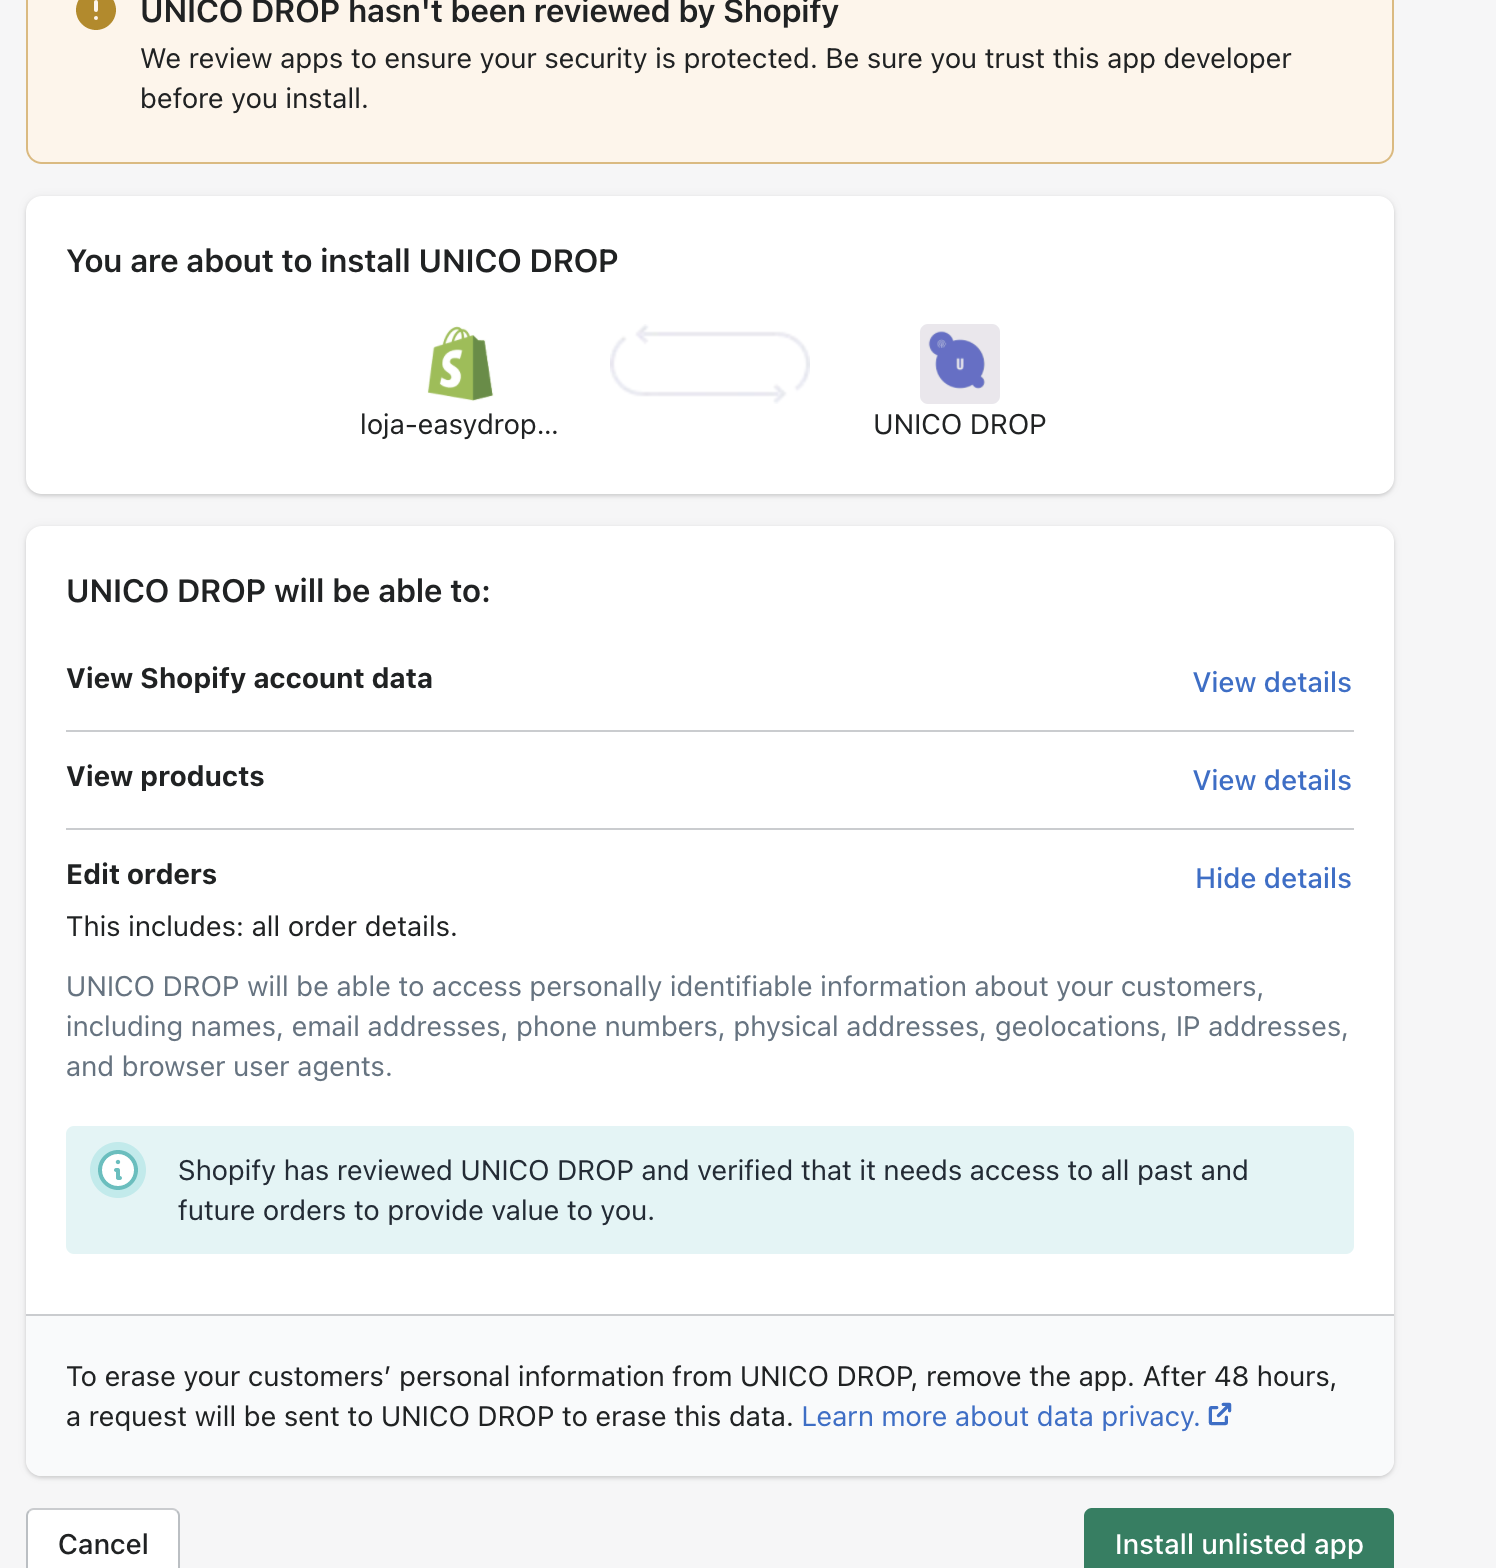 UNICO DROP hasn't been reviewed by Shopify
We review apps to ensure your security is protected. Be sure you trust this app developer
before you install.
You are about to install UNICO DROP
S
U
loja-easydrop...
UNICO DROP
UNICO DROP will be able to:
View Shopify account data
View details
View products
View details
Edit orders
Hide details
This includes: all order details.
UNICO DROP will be able to access personally identifiable information about your customers,
including names, email addresses, phone numbers, physical addresses, geolocations, IP addresses,
and browser user agents.
Shopify has reviewed UNICO DROP and verified that it needs access to all past and
future orders to provide value to you.
To erase your customers’ personal information from UNICO DROP, remove the app. After 48 hours,
a request will be sent to UNICO DROP to erase this data. Learn more about data privacy.
Cancel
Install unlisted app